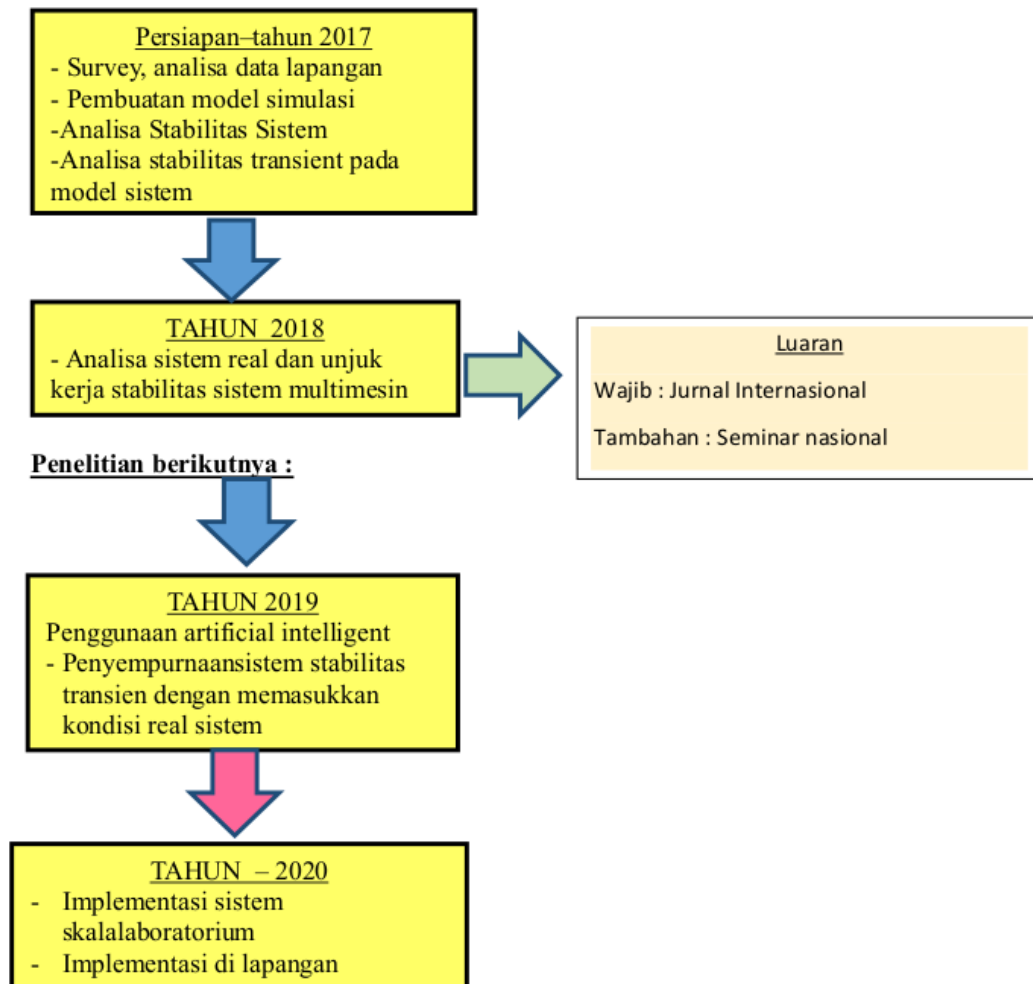 Persiapan–tahun 2017
- Survey, analisa data lapangan
- Pembuatan model simulasi
-Analisa Stabilitas Sistem
-Analisa stabilitas transient pada
model sistem
TAHUN 2018
- Analisa sistem real dan unjuk
kerja stabilitas sistem multimesin
Luaran
Wajib : Jurnal Internasional
Tambahan : Seminar nasional
Penelitian berikutnya :
TAHUN 2019
Penggunaan artificial intelligent
- Penyempurnaansistem stabilitas
transien dengan memasukkan
kondisi real sistem
TAHUN – 2020
- Implementasi sistem
skalalaboratorium
- Implementasi di lapangan